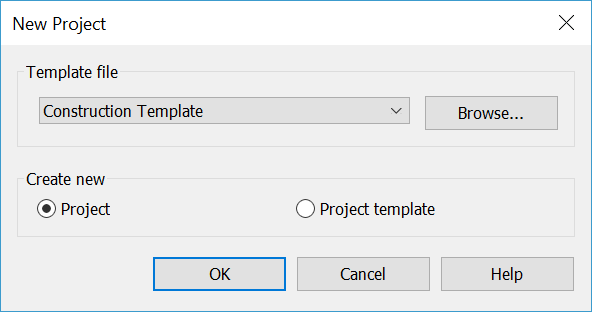 New Project
Template file
Construction Template
Browse...
Create new
Project
Project template
OK
Cancel
Help